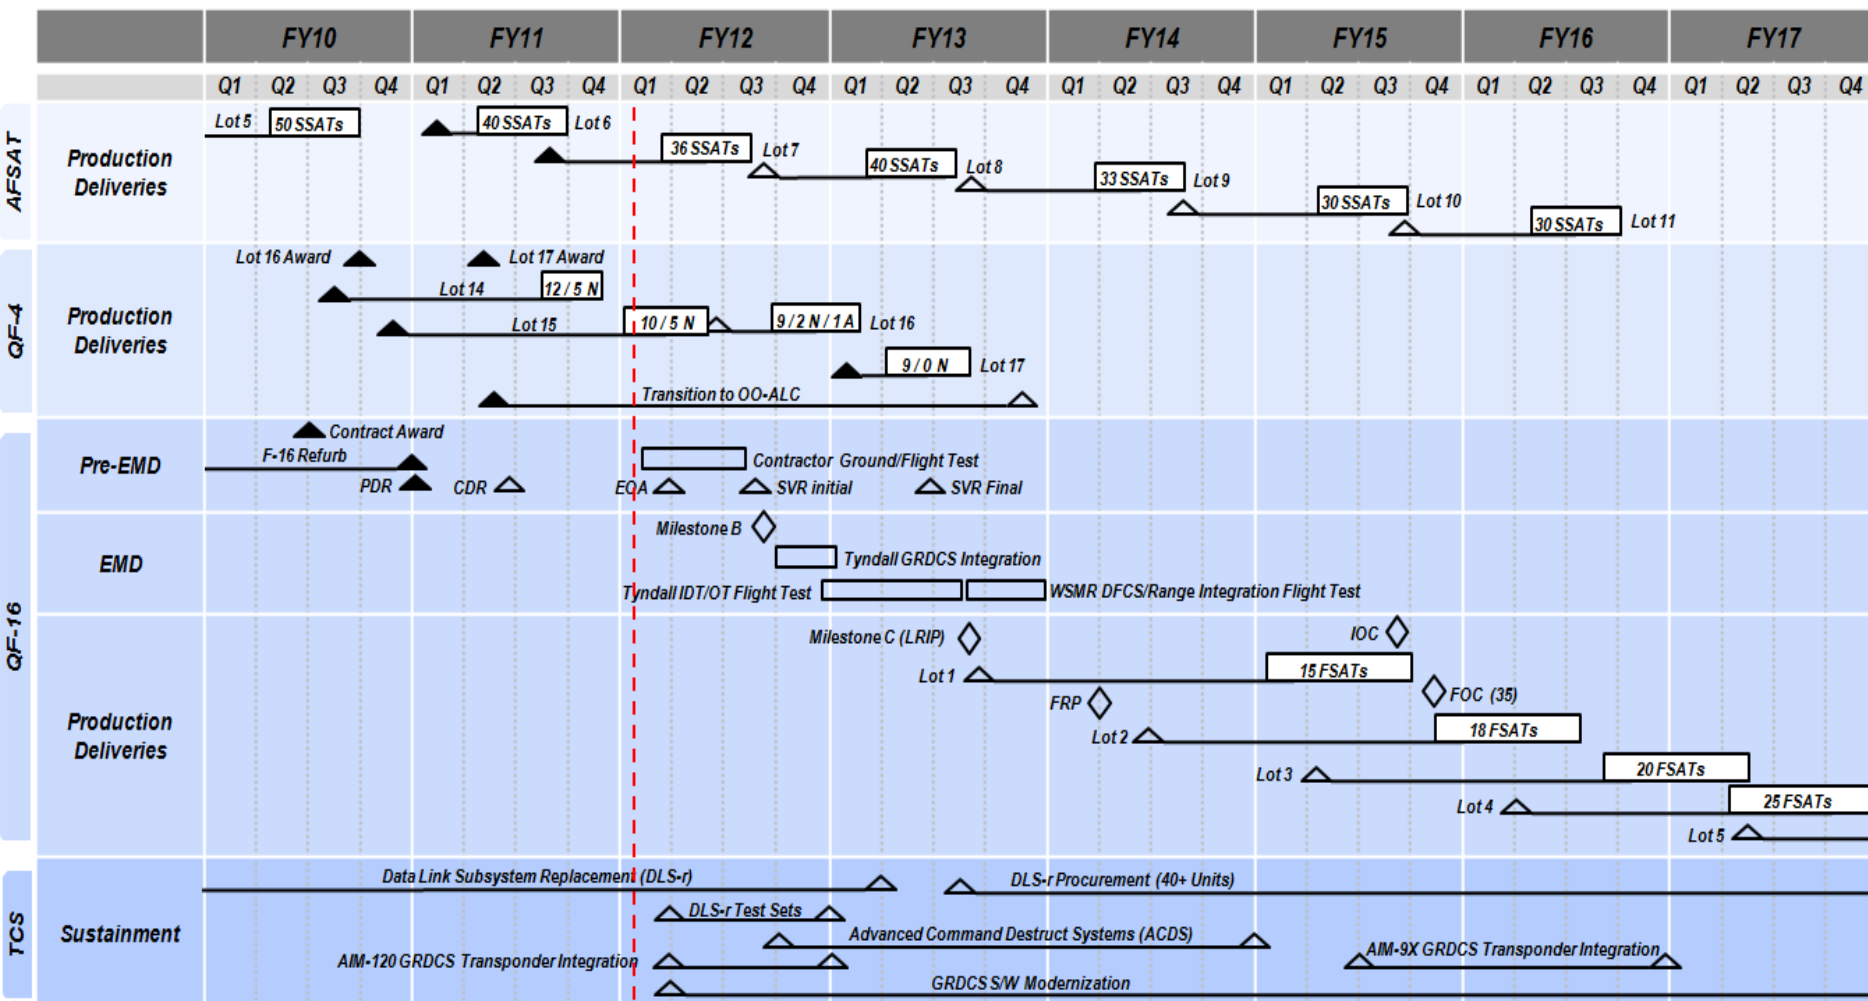 FY10 FY11 FY12 FY13 FY14 FY15 FY16 FY17
Q1 Q2 Q3 Q4 Q1 Q2 Q3 Q4 Q1 Q2 Q3 Q4 Q1 Q2 Q3 Q4 Q1 Q2 Q3 Q4 Q1 Q2 Q3 Q4 Q1 Q2 Q3 Q4 Q1 Q2 Q3 Q4
AFSAT
Production
Deliveries
Lot 5 50 SSATs
40 SSATs Lot 6
36 SSATs Lot 7
40 SSATs Lot 8
33 SSATs Lot 9
30 SSATs Lot 10
30 SSATs Lot 11
QF-4
Production
Deliveries
Lot 16 Award Lot 17 Award
Lot 14 12 / 5 N
Lot 15 10 / 5 N 9 / 2 N / 1 A Lot 16
9 / 0 N Lot 17
Transition to OO-ALC
QF-16
Pre-EMD
Contract Award
F-16 Refurb Contractor Ground/Flight Test
PDR CDR EOA SVR initial SVR Final
EMD
Milestone B
Tyndall GRDCS Integration
Tyndall IDT/OT Flight Test WSMR DFCS/Range Integration Flight Test
Production
Deliveries
Milestone C (LRIP) IOC
Lot 1 15 FSATs
FRP FOC (35)
Lot 2 18 FSATs
Lot 3 20 FSATs
Lot 4 25 FSATs
Lot 5
TCS
Sustainment
Data Link Subsystem Replacement (DLS-r) DLS-r Procurement (40+ Units)
DLS-r Test Sets
Advanced Command Destruct Systems (ACDS)
AIM-120 GRDCS Transponder Integration AIM-9X GRDCS Transponder Integration
GRDCS S/W Modernization